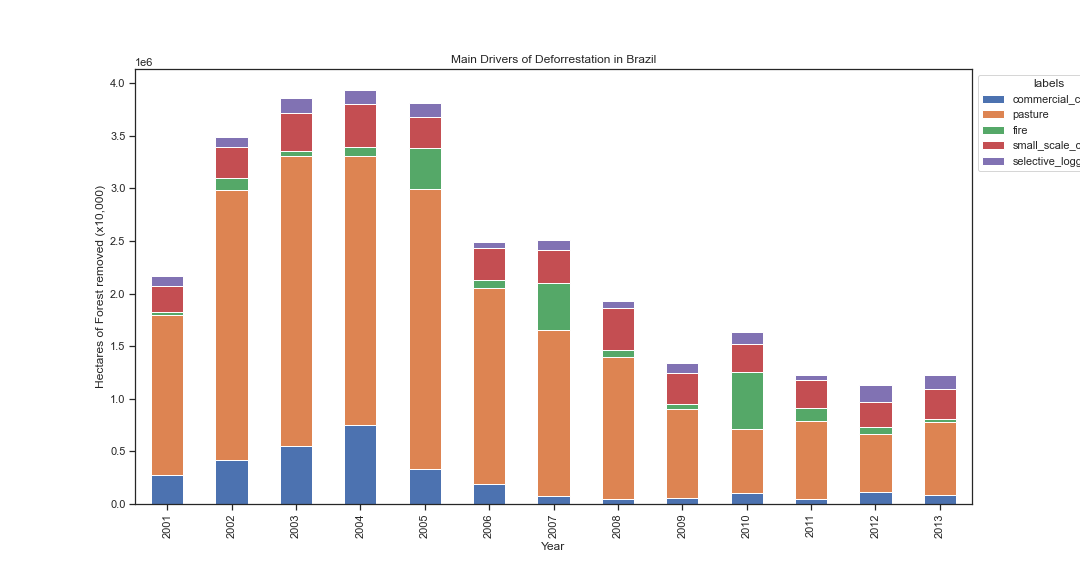 Main Drivers of Deforrestation in Brazil
1e6
4.0
3.5
3.0
2.5
2.0
1.5
1.0
0.5
0.0
Hectares of Forest removed (x10,000)
2001
2002
2003
2004
2005
2006
2007
2008
2009
2010
2011
2012
2013
Year
labels
commercial_c
pasture
fire
small_scale_c
selective_logg